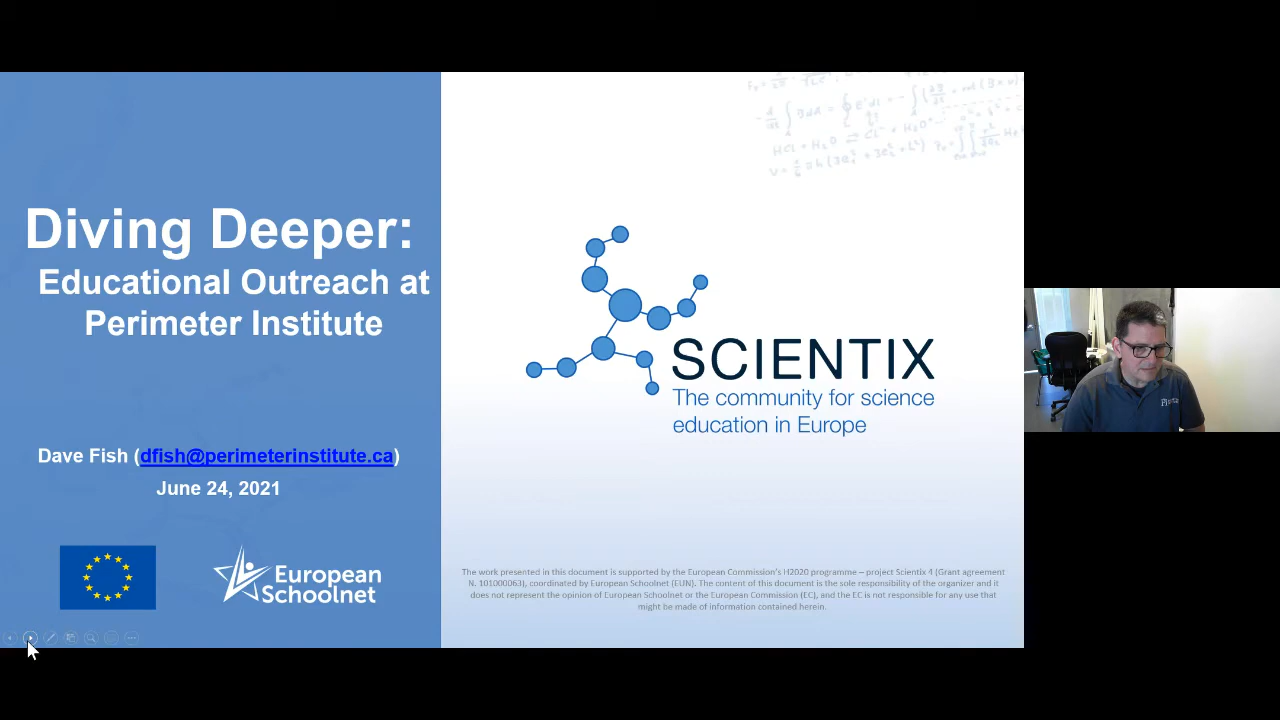 Diving Deeper:
Educational Outreach at
Perimeter Institute
Dave Fish (dfish@perimeterinstitute.ca)
June 24, 2021
European
Schoolnet
SCIENTIX
The community for science
education in Europe
The work presented in this document is supported by the European Commission's H2020 programme – project Scientix 4 (Grant agreement
N. 101000063), coordinated by European Schoolnet (EUN). The content of this document is the sole responsibility of the organizer and it
does not represent the opinion of European Schoolnet or the European Commission (EC), and the EC is not responsible for any use that
might be made of information contained herein.